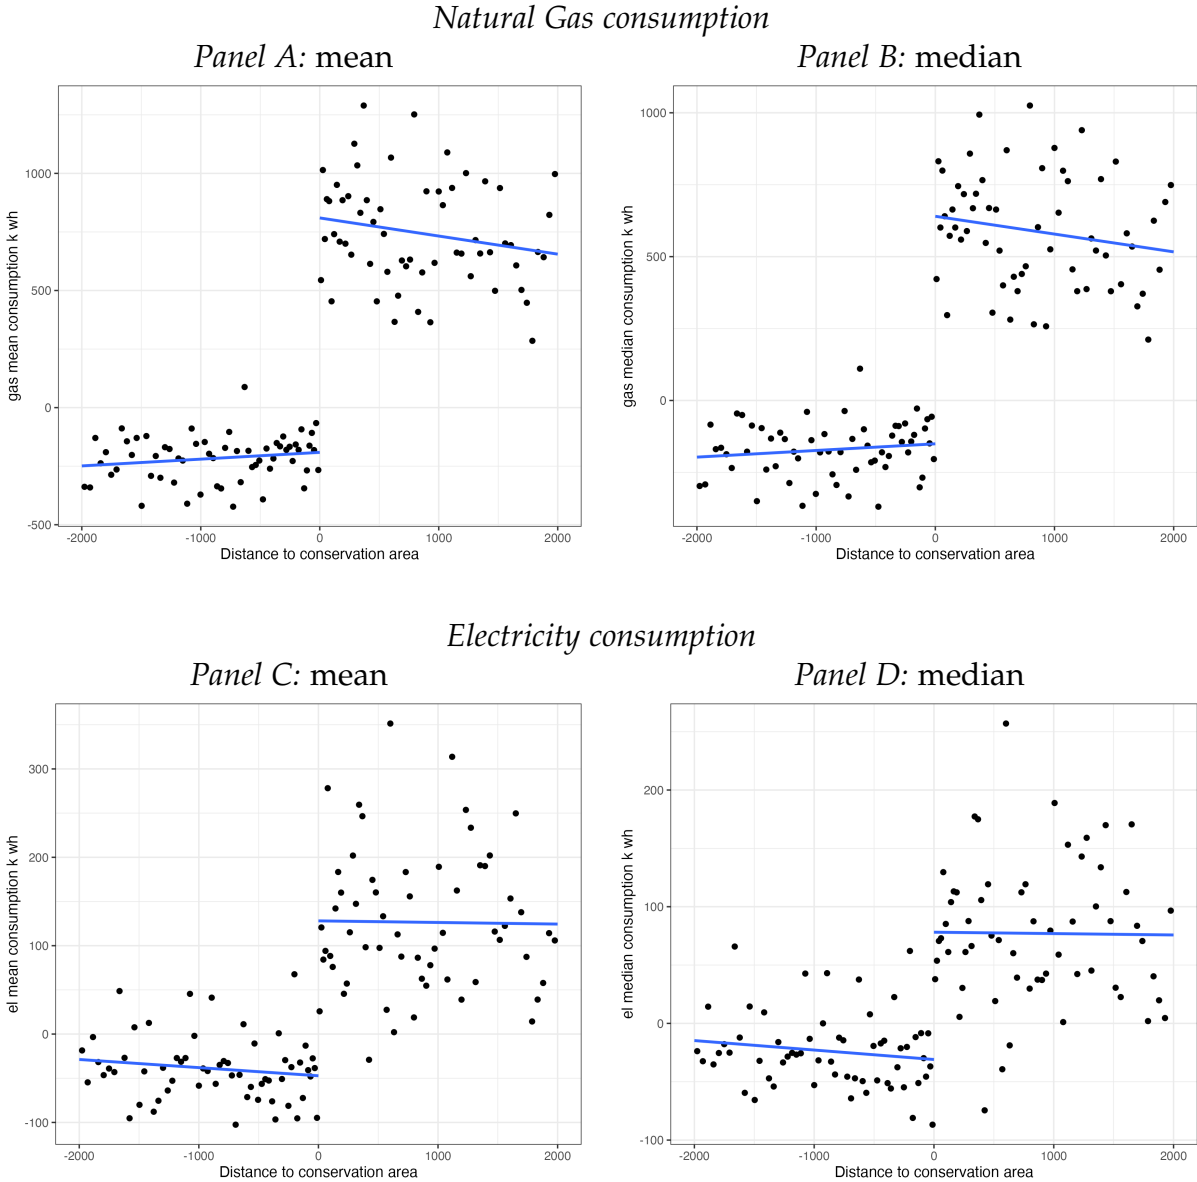 Natural Gas consumption
Panel A: mean
Panel B: median
gas mean consumption k wh
1000
500
0
-500
-2000 -1000 0 1000 2000
Distance to conservation area
gas median consumption k wh
1000
500
0
-2000 -1000 0 1000 2000
Distance to conservation area
Electricity consumption
Panel C: mean
Panel D: median
el mean consumption k wh
300
200
100
0
-100
-2000 -1000 0 1000 2000
Distance to conservation area
el median consumption k wh
200
100
0
-100
-2000 -1000 0 1000 2000
Distance to conservation area